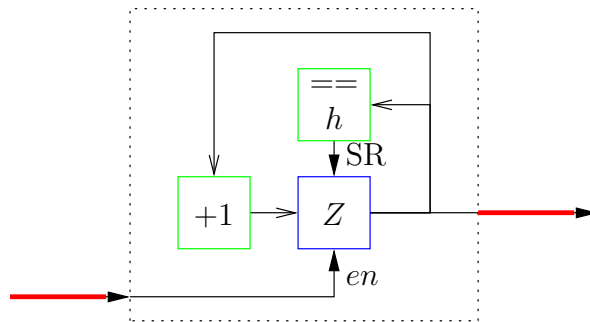 ==
h
SR
+1
Z
en